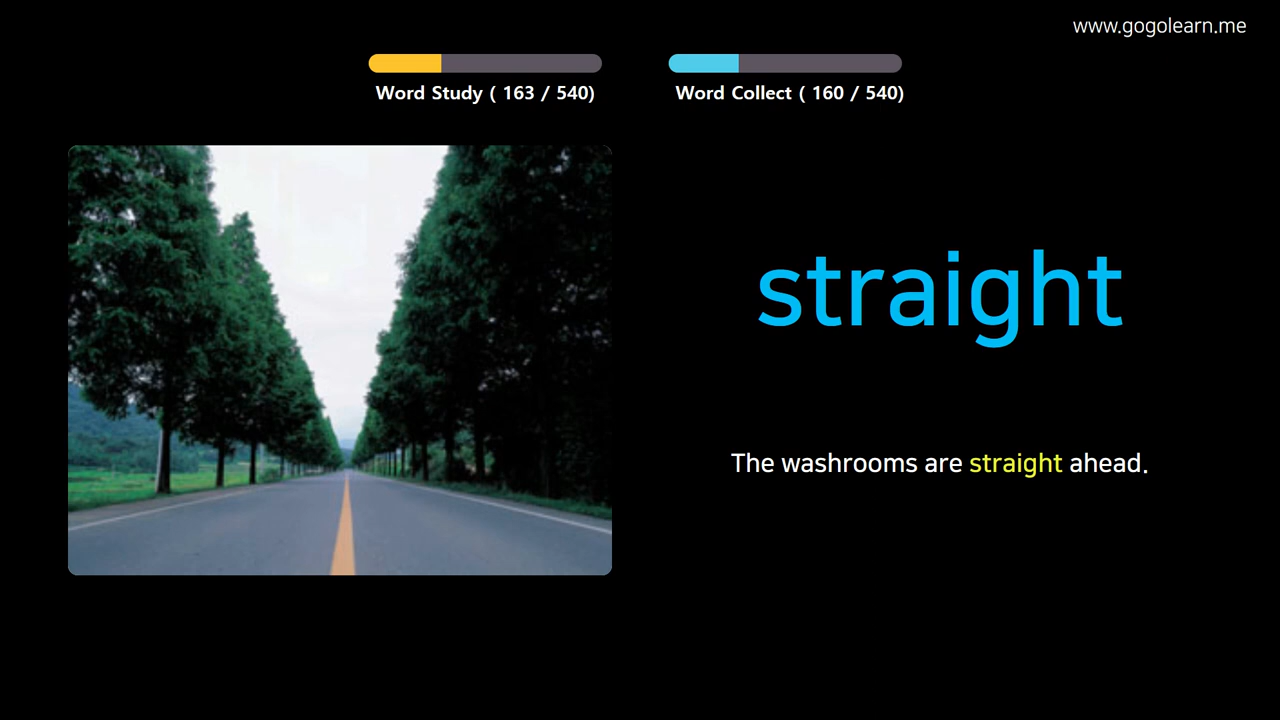 www.gogolearn.me
Word Study ( 163 / 540)
Word Collect ( 160 / 540)
straight
The washrooms are straight ahead.